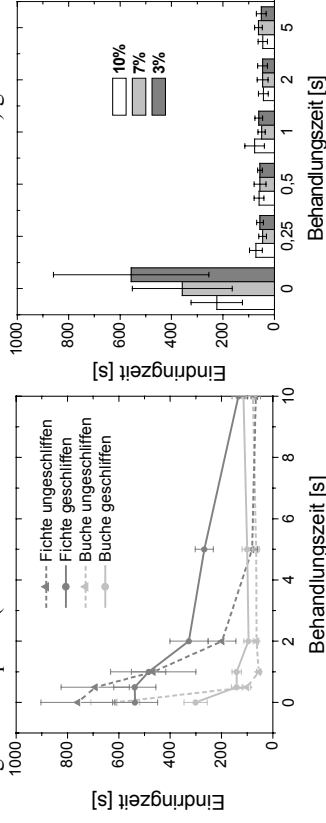 1000
800
600
400
200
0
Eindringzeit [s]
Fichte ungeschliffen
Fichte geschliffen
Buche ungeschliffen
Buche geschliffen
0 2 4 6 8 10
Behandlungszeit [s]
1000
800
600
400
200
0
Eindringzeit [s]
10%
7%
3%
0 0,25 0,5 1 2 5
Behandlungszeit [s]